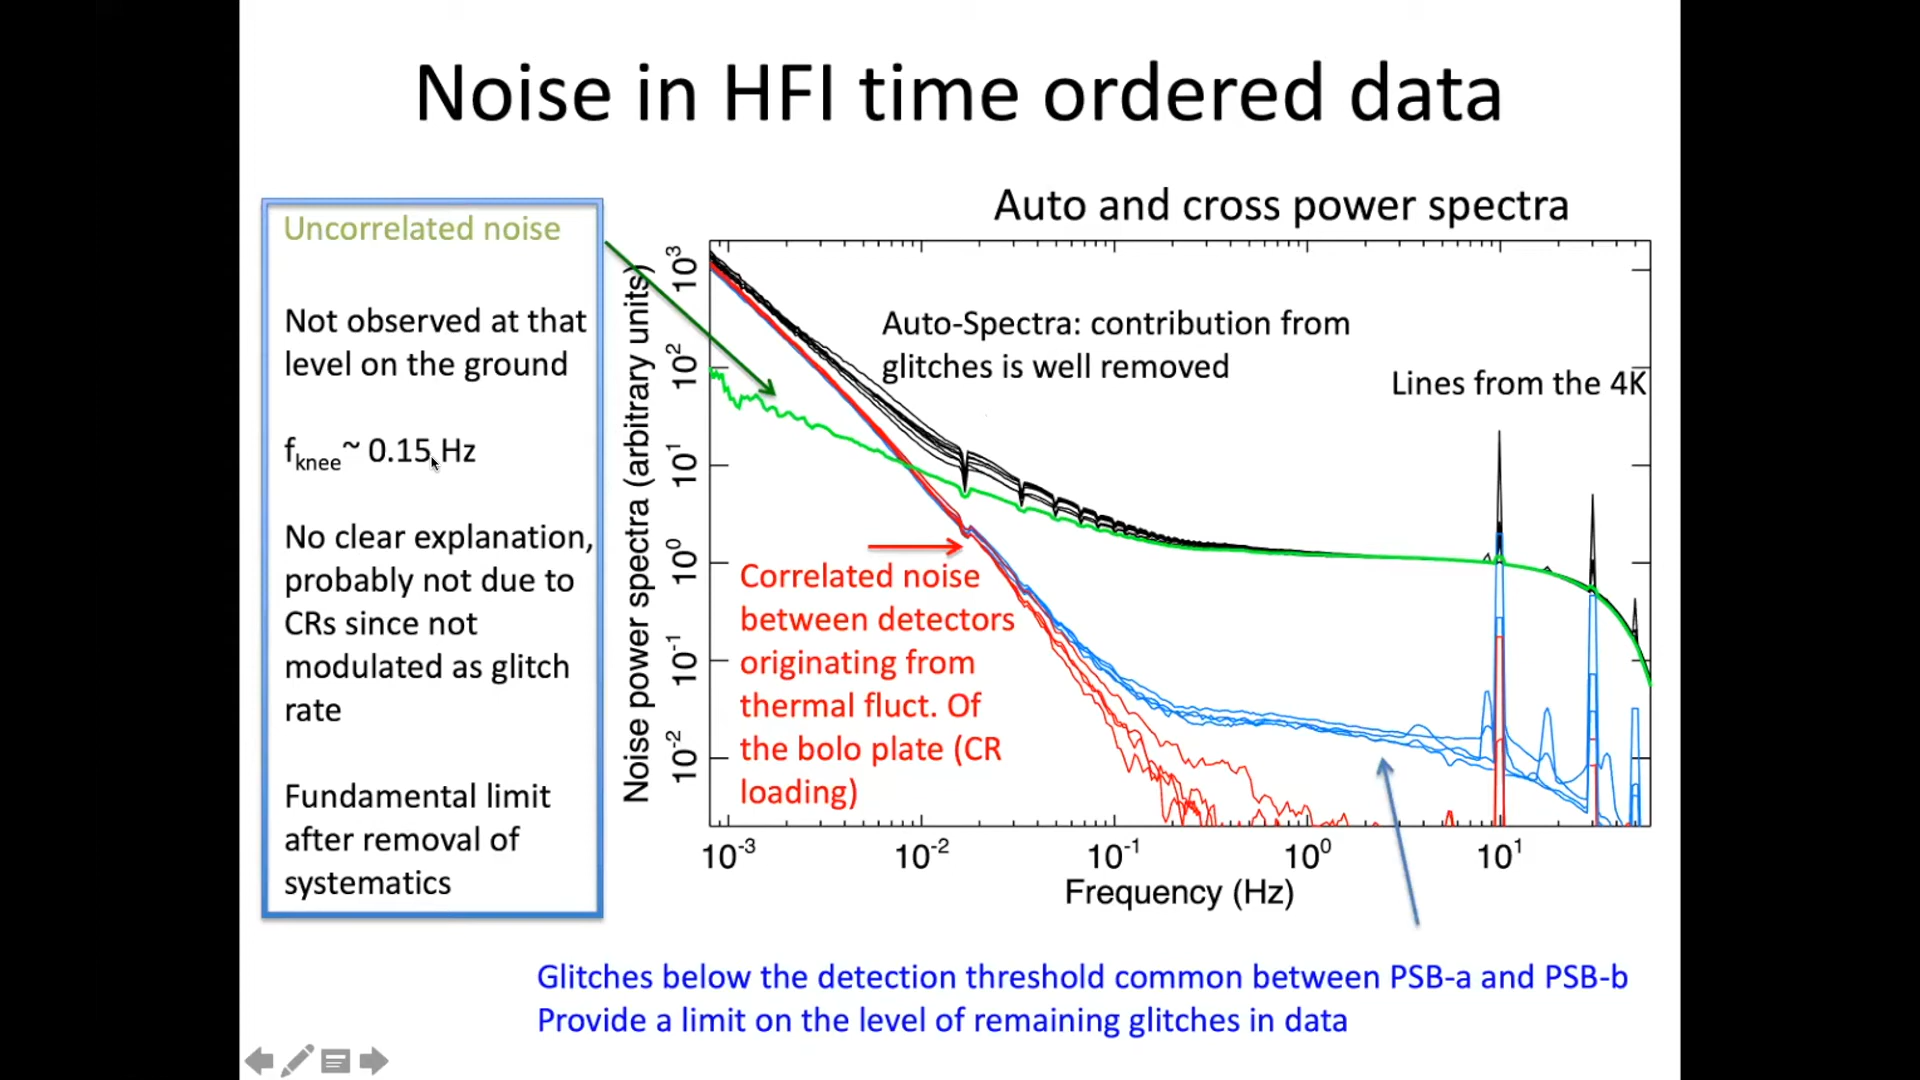 Noise in HFI time ordered data
Uncorrelated noise
Not observed at that
level on the ground
fknee~ 0.15 Hz
No clear explanation,
probably not due to
CRs since not
modulated as glitch
rate
Fundamental limit
after removal of
systematics
Auto and cross power spectra
Noise power spectra (arbitrary units)
10^3
10^2
10^1
10^0
10^-1
10^-2
Auto-Spectra: contribution from
glitches is well removed
Lines from the 4K
Correlated noise
between detectors
originating from
thermal fluct. Of
the bolo plate (CR
loading)
10^-3 10^-2 10^-1 10^0 10^1
Frequency (Hz)
Glitches below the detection threshold common between PSB-a and PSB-b
Provide a limit on the level of remaining glitches in data